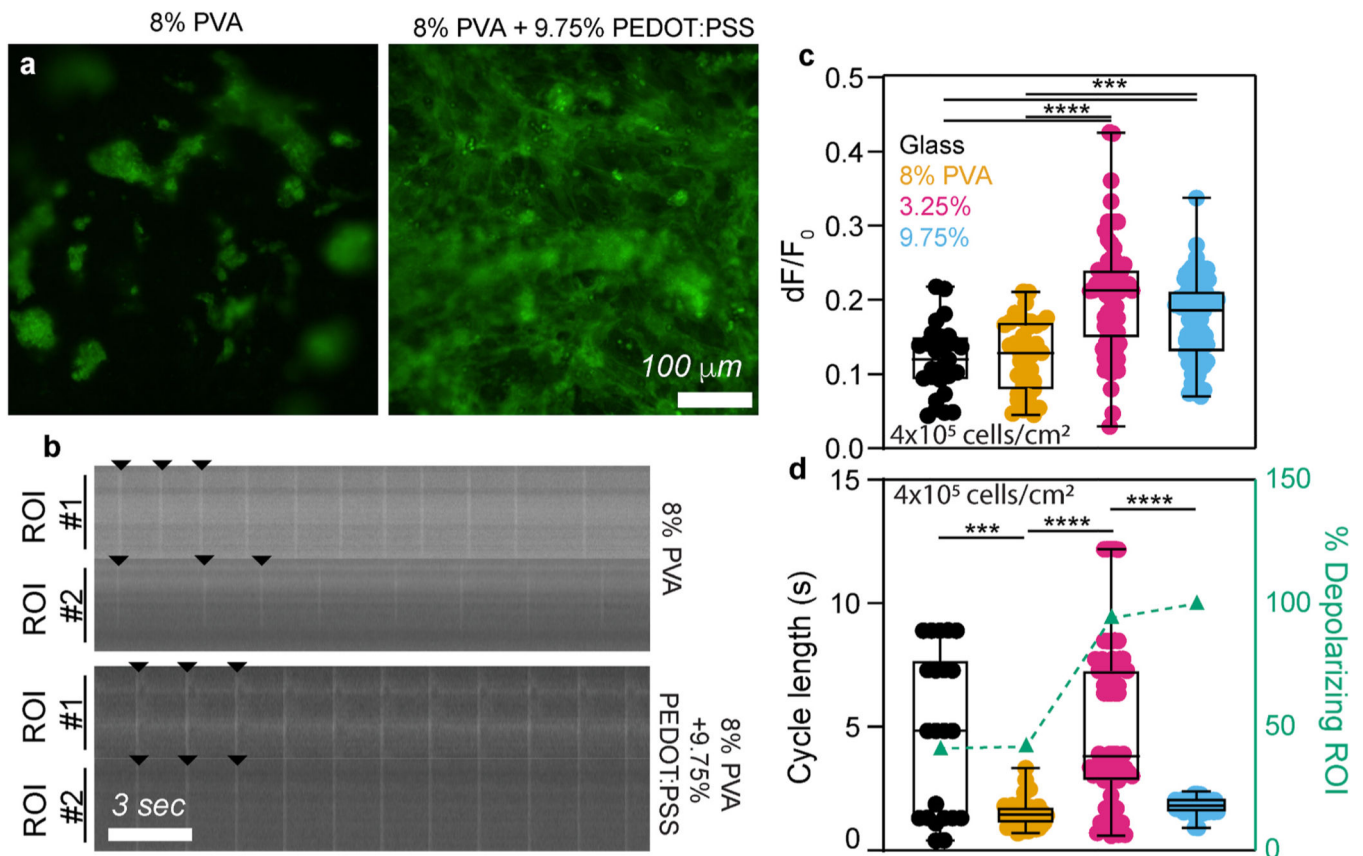 8% PVA
8% PVA + 9.75% PEDOT:PSS
a
100 μm
b
ROI
#1
ROI
#2
8% PVA
ROI
#1
ROI
#2
3 sec
8% PVA
+9.75%
PEDOT:PSS
c
0.5
0.4
0.3
0.2
0.1
0.0
dF/F₀
***
****
Glass
8% PVA
3.25%
9.75%
4x10⁵ cells/cm²
d
15
10
5
0
Cycle length (s)
4x10⁵ cells/cm²
***
****
****
150
100
50
0
% Depolarizing ROI